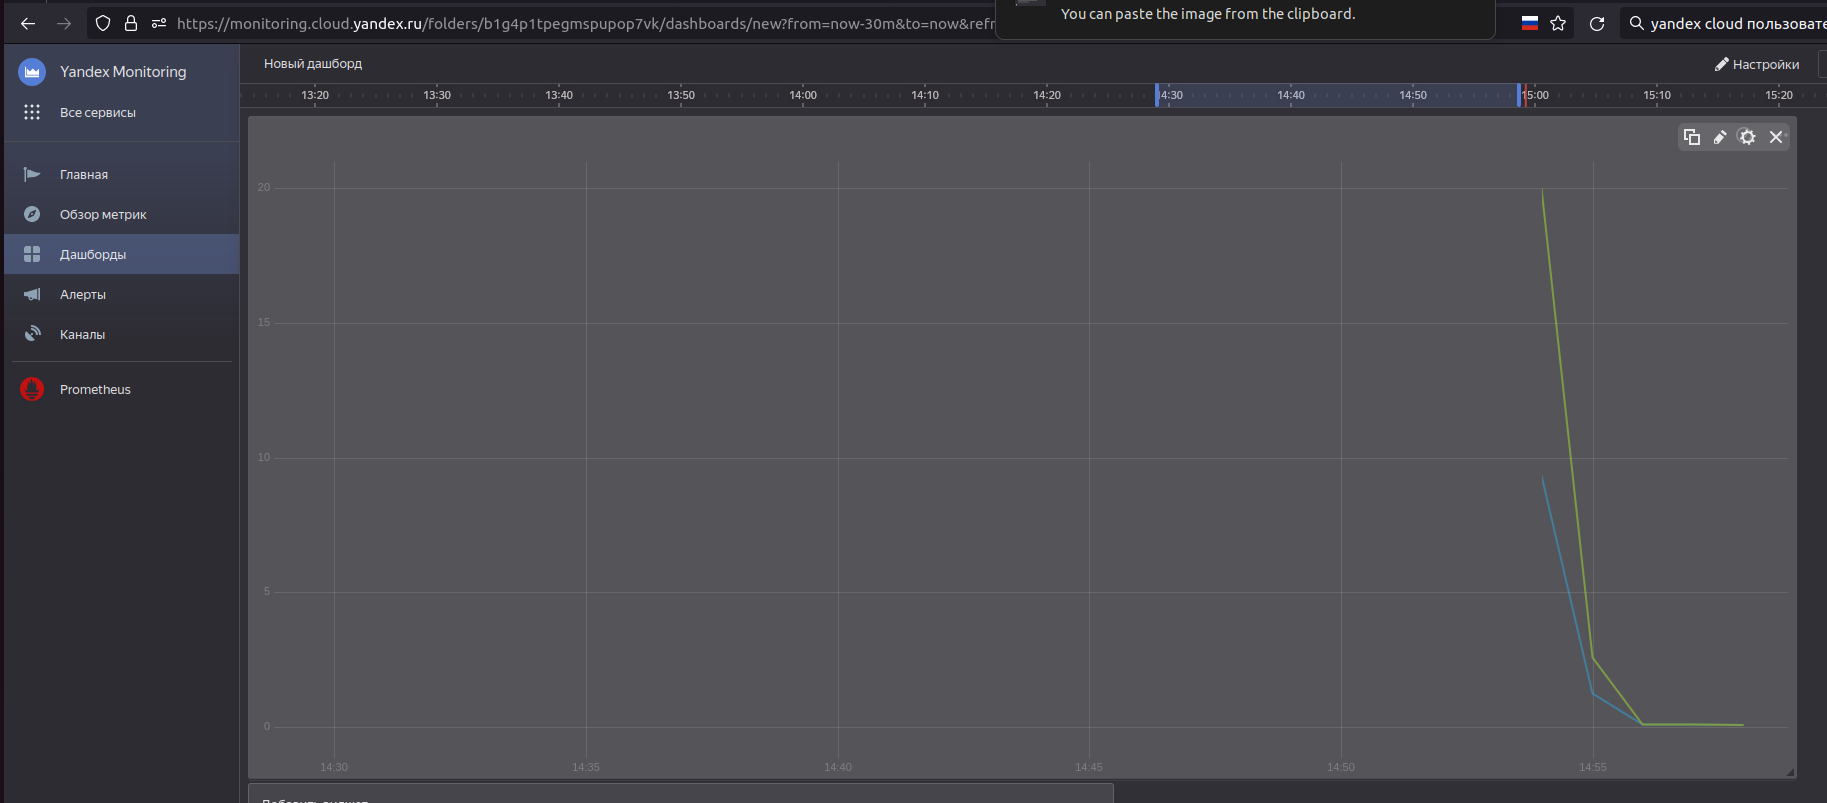 You can paste the image from the clipboard.
https://monitoring.cloud.yandex.ru/folders/b1g4p1tpegmspupop7vk/dashboards/new?from=now-30m&to=now&refr
yandex cloud пользовате
Yandex Monitoring
Все сервисы
Главная
Обзор метрик
Дашборды
Алерты
Каналы
Prometheus
Новый дашборд
Настройки
13:20 13:30 13:40 13:50 14:00 14:10 14:20 14:30 14:40 14:50 15:00 15:10 15:20
20
15
10
5
0
14:30 14:35 14:40 14:45 14:50 14:55